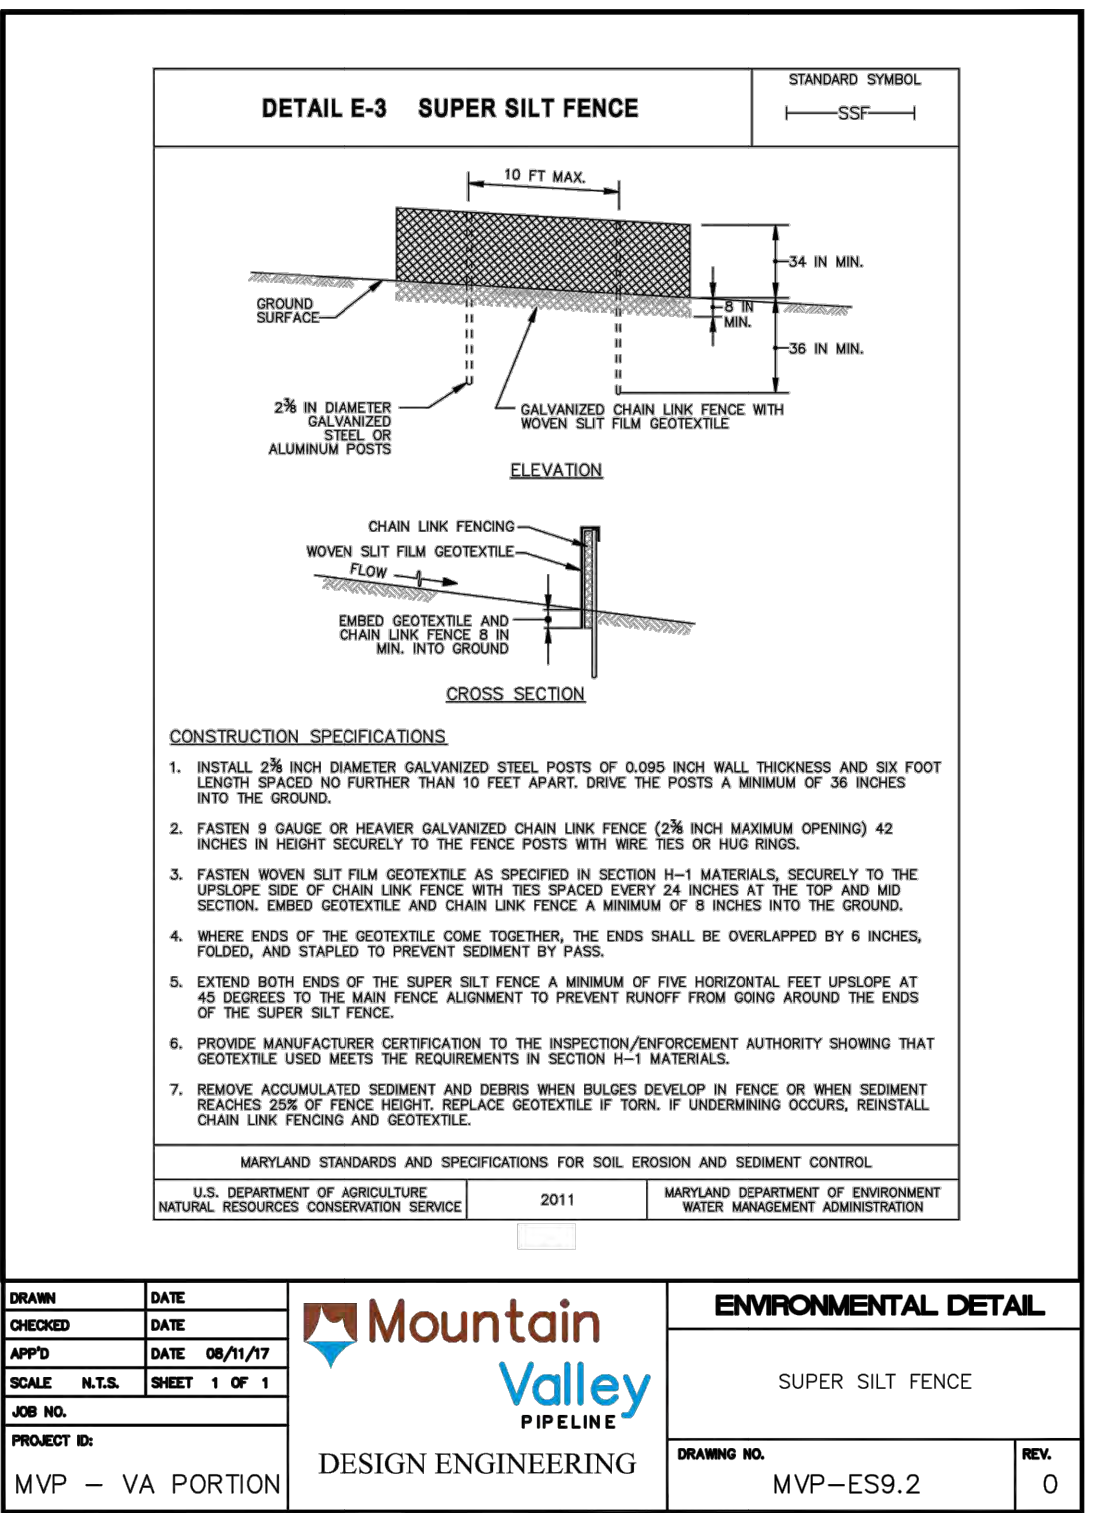 DETAIL E-3 SUPER SILT FENCE
STANDARD SYMBOL
SSF
10 FT MAX.
34 IN MIN.
GROUND
SURFACE
8 IN
MIN.
36 IN MIN.
2⅜ IN DIAMETER
GALVANIZED
STEEL OR
ALUMINUM POSTS
GALVANIZED CHAIN LINK FENCE WITH
WOVEN SLIT FILM GEOTEXTILE
ELEVATION
CHAIN LINK FENCING
WOVEN SLIT FILM GEOTEXTILE
FLOW
EMBED GEOTEXTILE AND
CHAIN LINK FENCE 8 IN
MIN. INTO GROUND
CROSS SECTION
CONSTRUCTION SPECIFICATIONS
1. INSTALL 2⅜ INCH DIAMETER GALVANIZED STEEL POSTS OF 0.095 INCH WALL THICKNESS AND SIX FOOT
LENGTH SPACED NO FURTHER THAN 10 FEET APART. DRIVE THE POSTS A MINIMUM OF 36 INCHES
INTO THE GROUND.
2. FASTEN 9 GAUGE OR HEAVIER GALVANIZED CHAIN LINK FENCE (2⅜ INCH MAXIMUM OPENING) 42
INCHES IN HEIGHT SECURELY TO THE FENCE POSTS WITH WIRE TIES OR HUG RINGS.
3. FASTEN WOVEN SLIT FILM GEOTEXTILE AS SPECIFIED IN SECTION H-1 MATERIALS, SECURELY TO THE
UPSLOPE SIDE OF CHAIN LINK FENCE WITH TIES SPACED EVERY 24 INCHES AT THE TOP AND MID
SECTION. EMBED GEOTEXTILE AND CHAIN LINK FENCE A MINIMUM OF 8 INCHES INTO THE GROUND.
4. WHERE ENDS OF THE GEOTEXTILE COME TOGETHER, THE ENDS SHALL BE OVERLAPPED BY 6 INCHES,
FOLDED, AND STAPLED TO PREVENT SEDIMENT BY PASS.
5. EXTEND BOTH ENDS OF THE SUPER SILT FENCE A MINIMUM OF FIVE HORIZONTAL FEET UPSLOPE AT
45 DEGREES TO THE MAIN FENCE ALIGNMENT TO PREVENT RUNOFF FROM GOING AROUND THE ENDS
OF THE SUPER SILT FENCE.
6. PROVIDE MANUFACTURER CERTIFICATION TO THE INSPECTION/ENFORCEMENT AUTHORITY SHOWING THAT
GEOTEXTILE USED MEETS THE REQUIREMENTS IN SECTION H-1 MATERIALS.
7. REMOVE ACCUMULATED SEDIMENT AND DEBRIS WHEN BULGES DEVELOP IN FENCE OR WHEN SEDIMENT
REACHES 25% OF FENCE HEIGHT. REPLACE GEOTEXTILE IF TORN. IF UNDERMINING OCCURS, REINSTALL
CHAIN LINK FENCING AND GEOTEXTILE.
MARYLAND STANDARDS AND SPECIFICATIONS FOR SOIL EROSION AND SEDIMENT CONTROL
U.S. DEPARTMENT OF AGRICULTURE
NATURAL RESOURCES CONSERVATION SERVICE
2011
MARYLAND DEPARTMENT OF ENVIRONMENT
WATER MANAGEMENT ADMINISTRATION
DRAWN DATE
CHECKED DATE
APP'D DATE 08/11/17
SCALE N.T.S. SHEET 1 OF 1
JOB NO.
PROJECT ID:
MVP - VA PORTION
Mountain
Valley
PIPELINE
DESIGN ENGINEERING
ENVIRONMENTAL DETAIL
SUPER SILT FENCE
DRAWING NO.
MVP-ES9.2
REV.
0